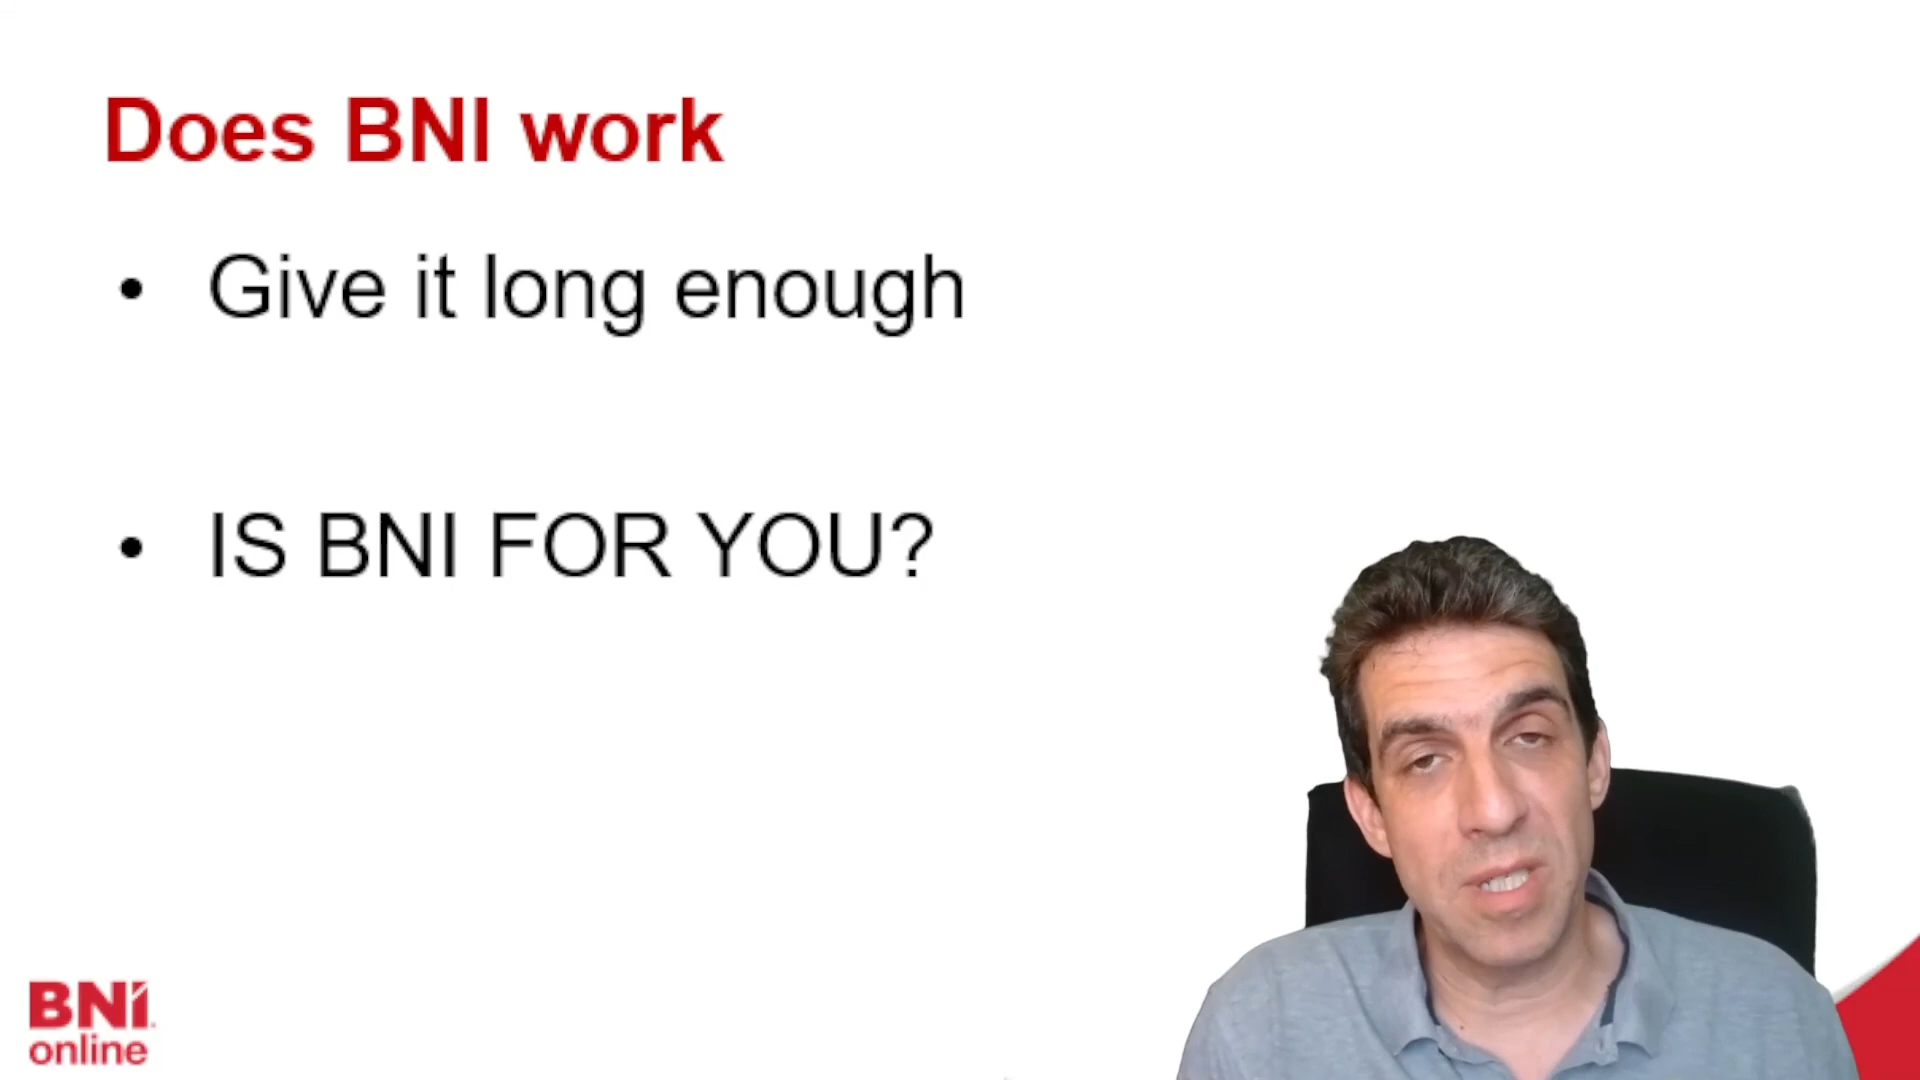 Does BNI work
• Give it long enough
• IS BNI FOR YOU?
BNI
online